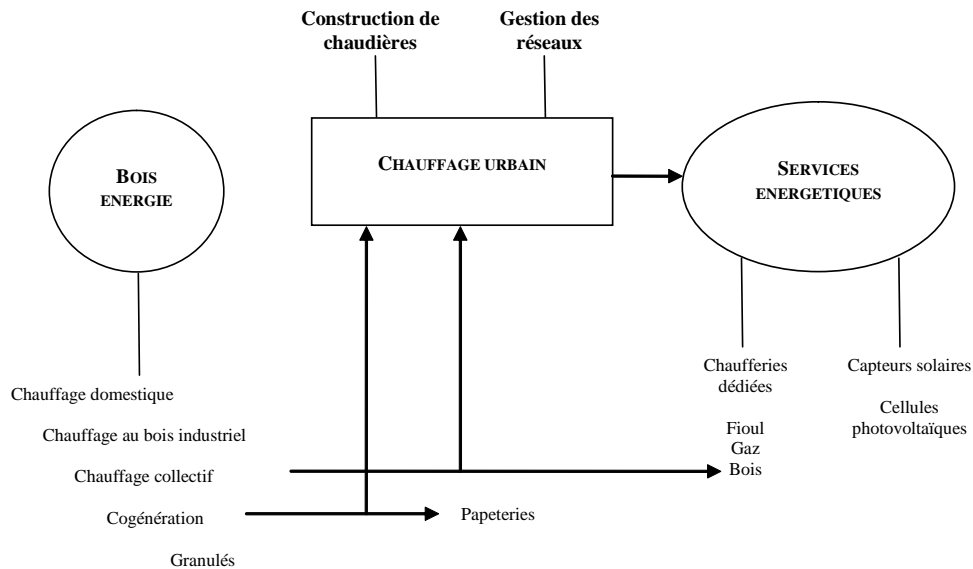 Construction de
chaudières
Gestion des
réseaux
BOIS
ENERGIE
CHAUFFAGE URBAIN
SERVICES
ENERGETIQUES
Chauffage domestique
Chauffage au bois industriel
Chauffage collectif
Cogénération
Granulés
Papeteries
Chaufferies
dédiées
Fioul
Gaz
Bois
Capteurs solaires
Cellules
photovoltaïques